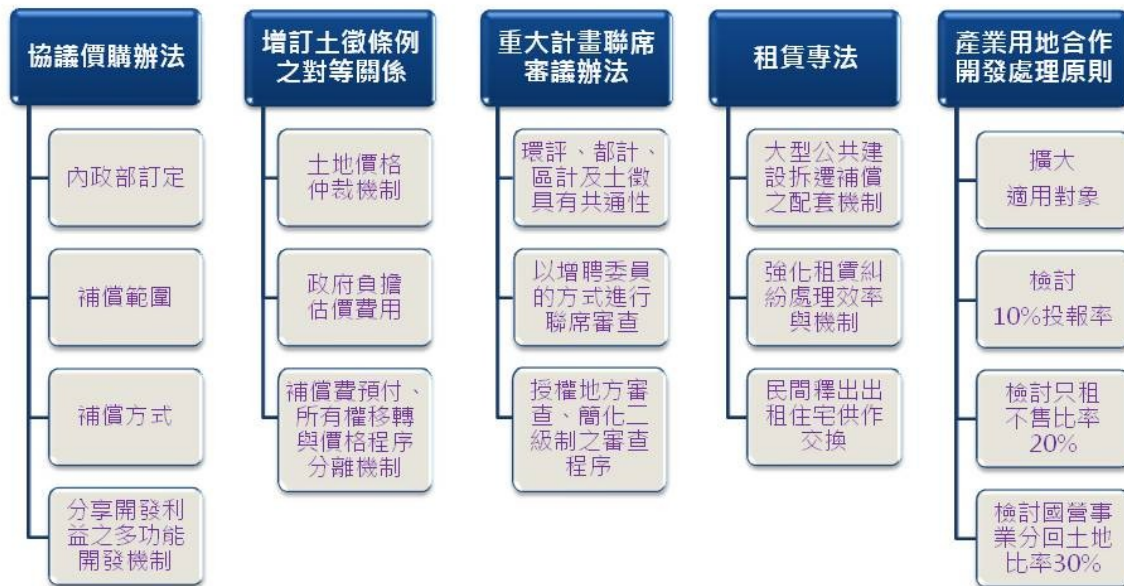 協議價購辦法
內政部訂定
補償範圍
補償方式
分享開發利
益之多功能
開發機制
增訂土徵條例
之對等關係
土地價格
仲裁機制
政府負擔
估價費用
補償費預付、
所有權移轉
與價格程序
分離機制
重大計畫聯席
審議辦法
環評、都計、
區計及土徵
具有共通性
以增聘委員
的方式進行
聯席審查
授權地方審
查、簡化二
級制之審查
程序
租賃專法
大型公共建
設拆遷補償
之配套機制
強化租賃糾
紛處理效率
與機制
民間釋出出
租住宅供作
交換
產業用地合作
開發處理原則
擴大
適用對象
檢討
10%投報率
檢討只租
不售比率
20%
檢討國營事
業分回土地
比率30%